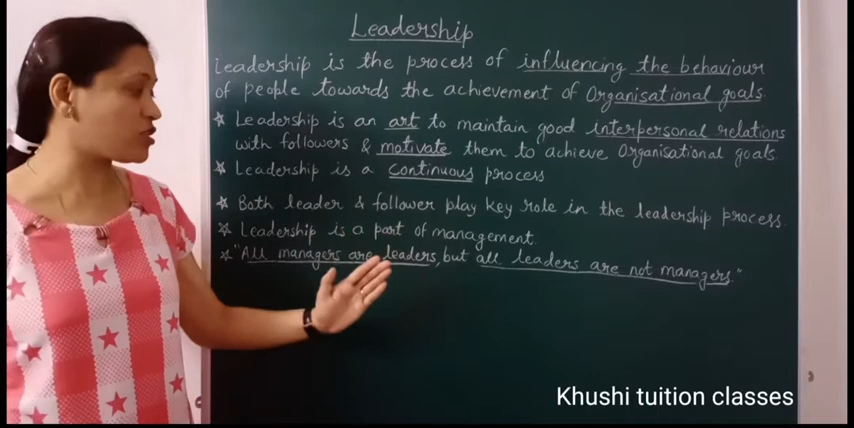 Leadership
Leadership is the process of influencing the behaviour
of people towards the achievement of Organisational goals.
☆ Leadership is an art to maintain good interpersonal relations
with followers & motivate them to achieve Organisational goals.
☆ Leadership is a continuous process
☆ Both leader & follower play key role in the leadership process.
☆ Leadership is a part of management.
☆ "All managers are leaders, but all leaders are not managers."
Khushi tuition classes